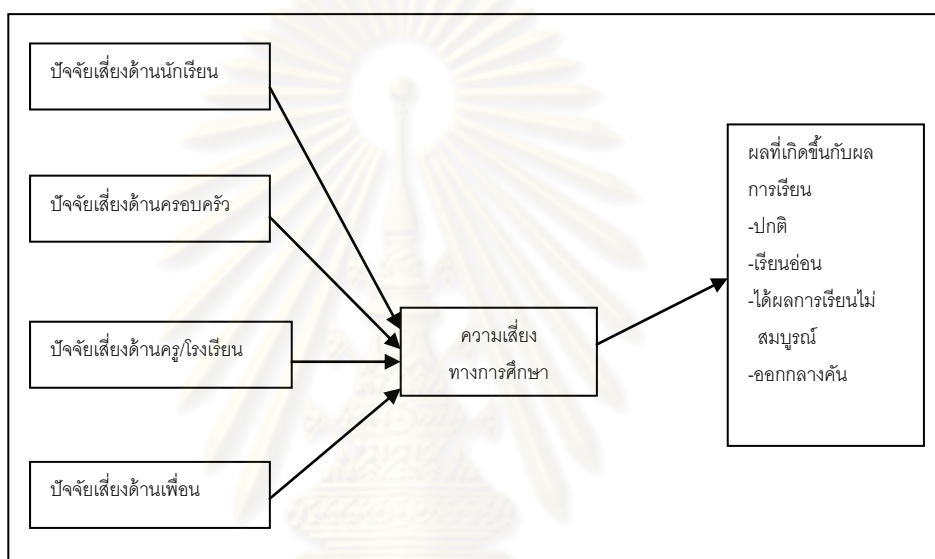 ปัจจัยเสี่ยงด้านนักเรียน
ปัจจัยเสี่ยงด้านครอบครัว
ปัจจัยเสี่ยงด้านครู/โรงเรียน
ปัจจัยเสี่ยงด้านเพื่อน
ความเสี่ยง
ทางการศึกษา
ผลที่เกิดขึ้นกับผล
การเรียน
-ปกติ
-เรียนอ่อน
-ได้ผลการเรียนไม่
สมบูรณ์
-ออกกลางคัน